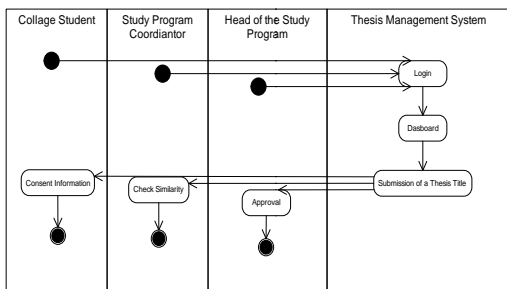 Collage Student
Study Program
Coordiantor
Head of the Study
Program
Thesis Management System
Login
Dasboard
Submission of a Thesis Title
Consent Information
Check Similarity
Approval